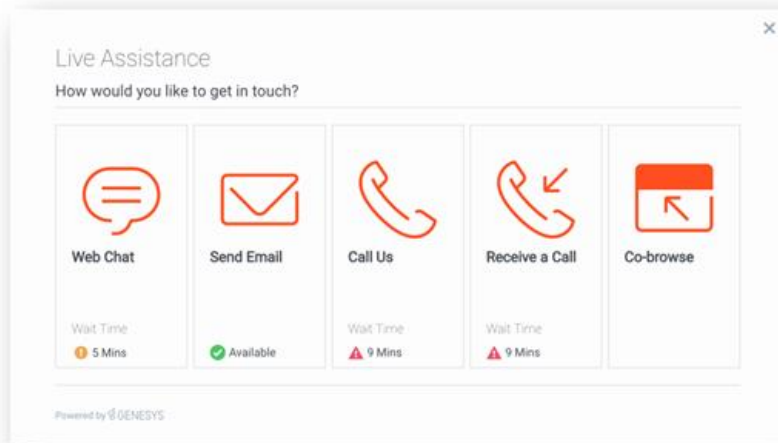 Live Assistance
How would you like to get in touch?
Web Chat
Send Email
Call Us
Receive a Call
Co-browse
Wait Time
Wait Time
Wait Time
5 Mins
Available
9 Mins
9 Mins
Powered by GENESYS